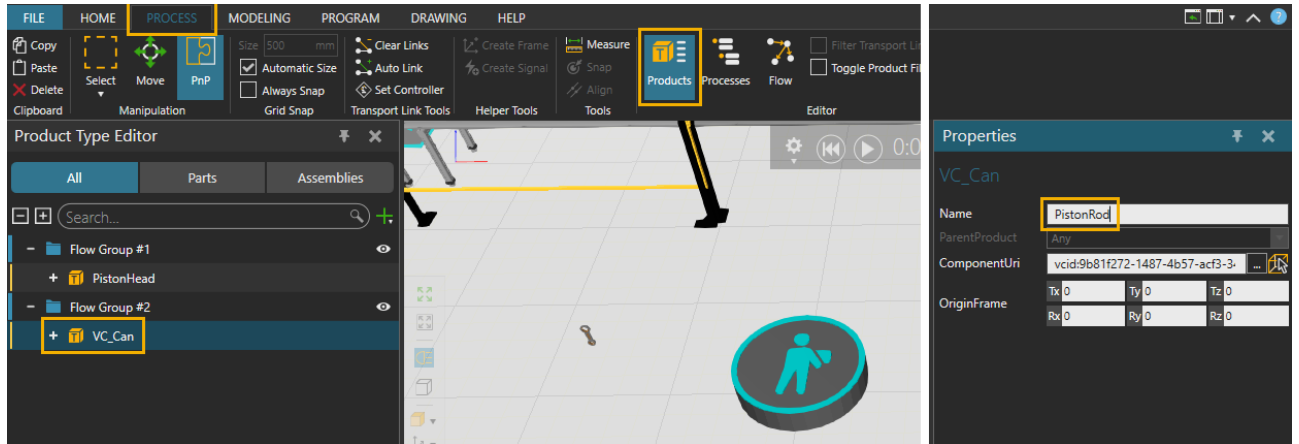 FILE HOME PROCESS MODELING PROGRAM DRAWING HELP
Copy
Paste
Delete
Clipboard
Select Move PnP
Manipulation
Size 500 mm
Automatic Size
Always Snap
Grid Snap
Clear Links
Auto Link
Set Controller
Transport Link Tools
Create Frame
Create Signal
Helper Tools
Measure
Snap
Align
Tools
Products Processes Flow
Filter Transport Li
Toggle Product Fil
Editor
Product Type Editor
All Parts Assemblies
Search...
Flow Group #1
PistonHead
Flow Group #2
VC_Can
0:0
Properties
VC_Can
Name PistonRod
ParentProduct Any
ComponentUri vcid:9b81f272-1487-4b57-acf3-3 ...
OriginFrame
Tx 0 Ty 0 Tz 0
Rx 0 Ry 0 Rz 0